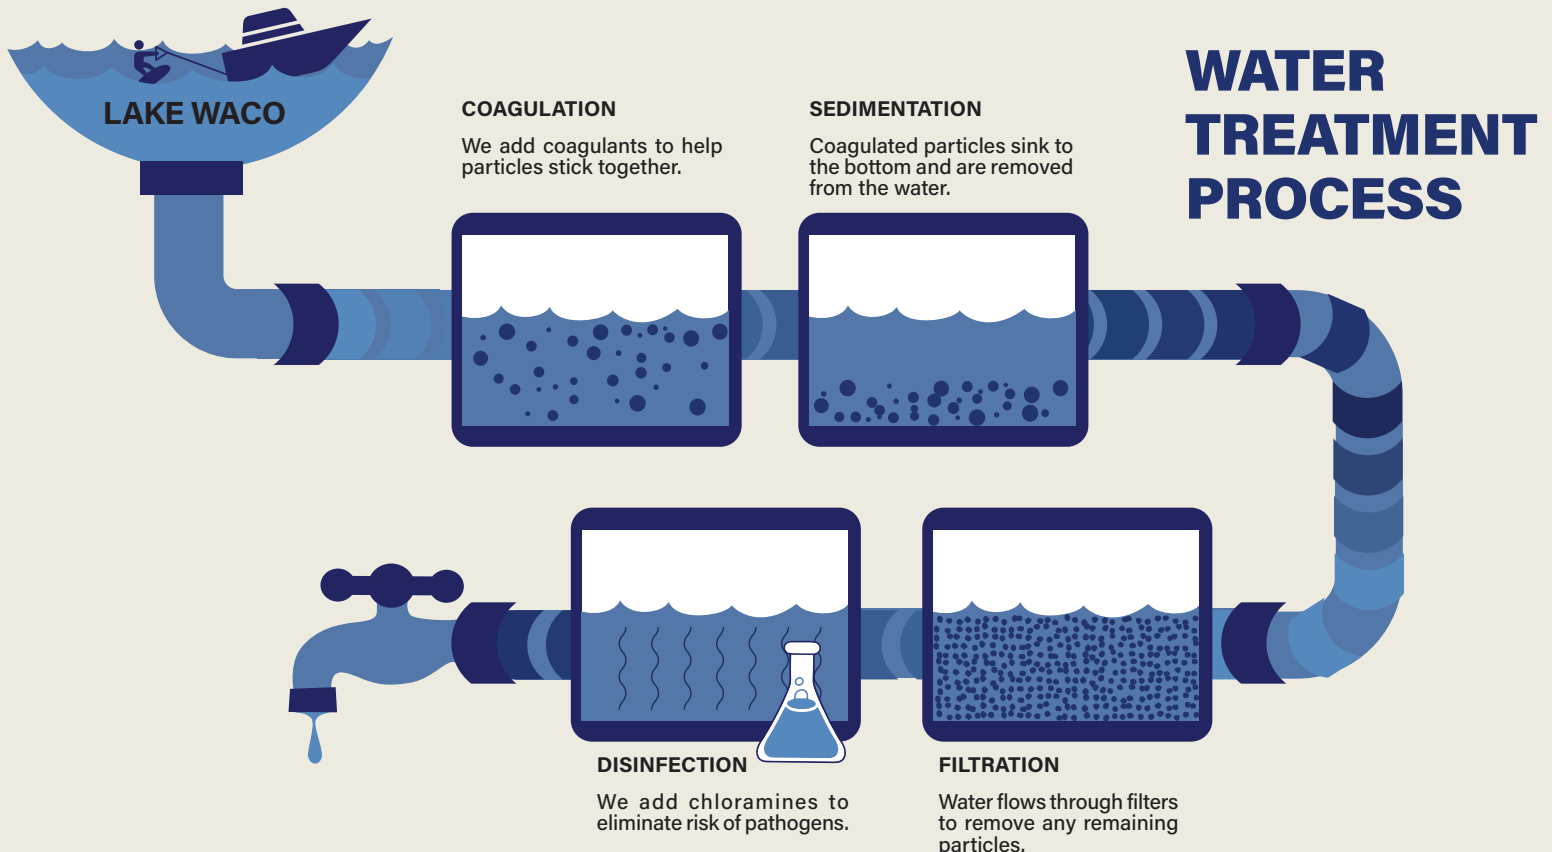 LAKE WACO
WATER
TREATMENT
PROCESS
COAGULATION
We add coagulants to help
particles stick together.
SEDIMENTATION
Coagulated particles sink to
the bottom and are removed
from the water.
DISINFECTION
We add chloramines to
eliminate risk of pathogens.
FILTRATION
Water flows through filters
to remove any remaining
particles.